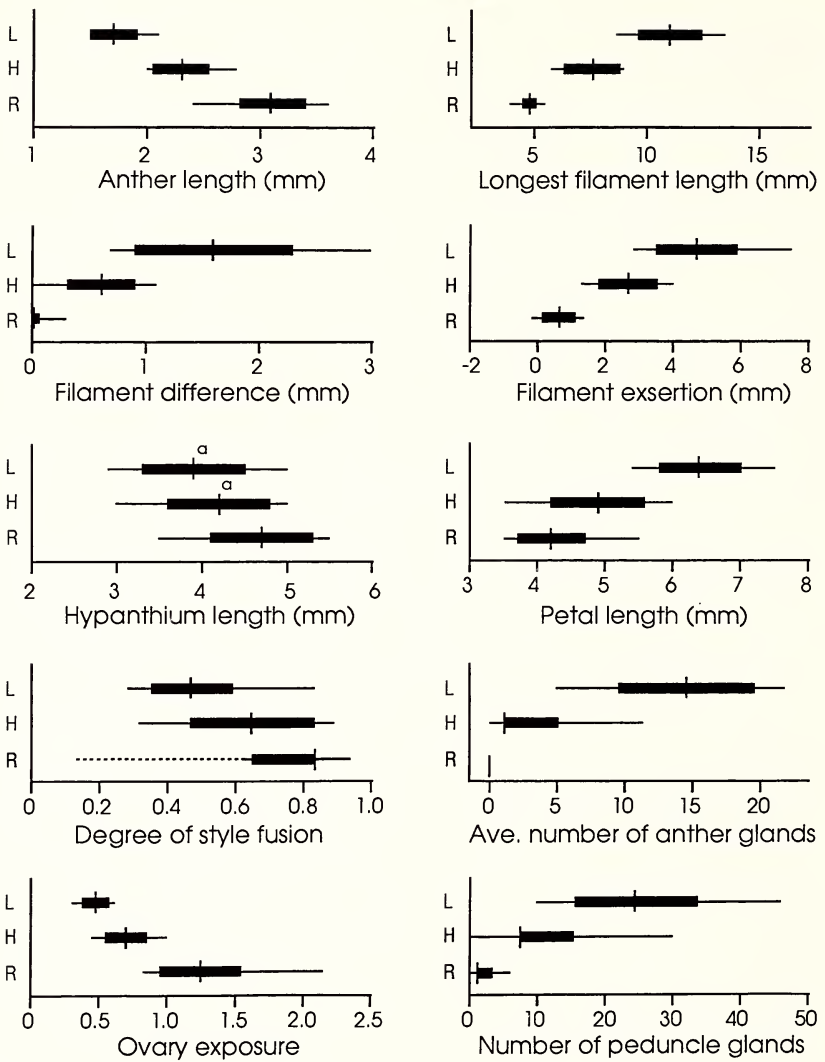 L
H
R
1 2 3 4
Anther length (mm)
L
H
R
5 10 15
Longest filament length (mm)
L
H
R
0 1 2 3
Filament difference (mm)
L
H
R
-2 0 2 4 6 8
Filament exsertion (mm)
a
L
a
H
R
2 3 4 5 6
Hypanthium length (mm)
L
H
R
3 4 5 6 7 8
Petal length (mm)
L
H
R
0 0.2 0.4 0.6 0.8 1.0
Degree of style fusion
L
H
R
0 5 10 15 20
Ave. number of anther glands
L
H
R
0 0.5 1.0 1.5 2.0 2.5
Ovary exposure
L
H
R
0 10 20 30 40 50
Number of peduncle glands